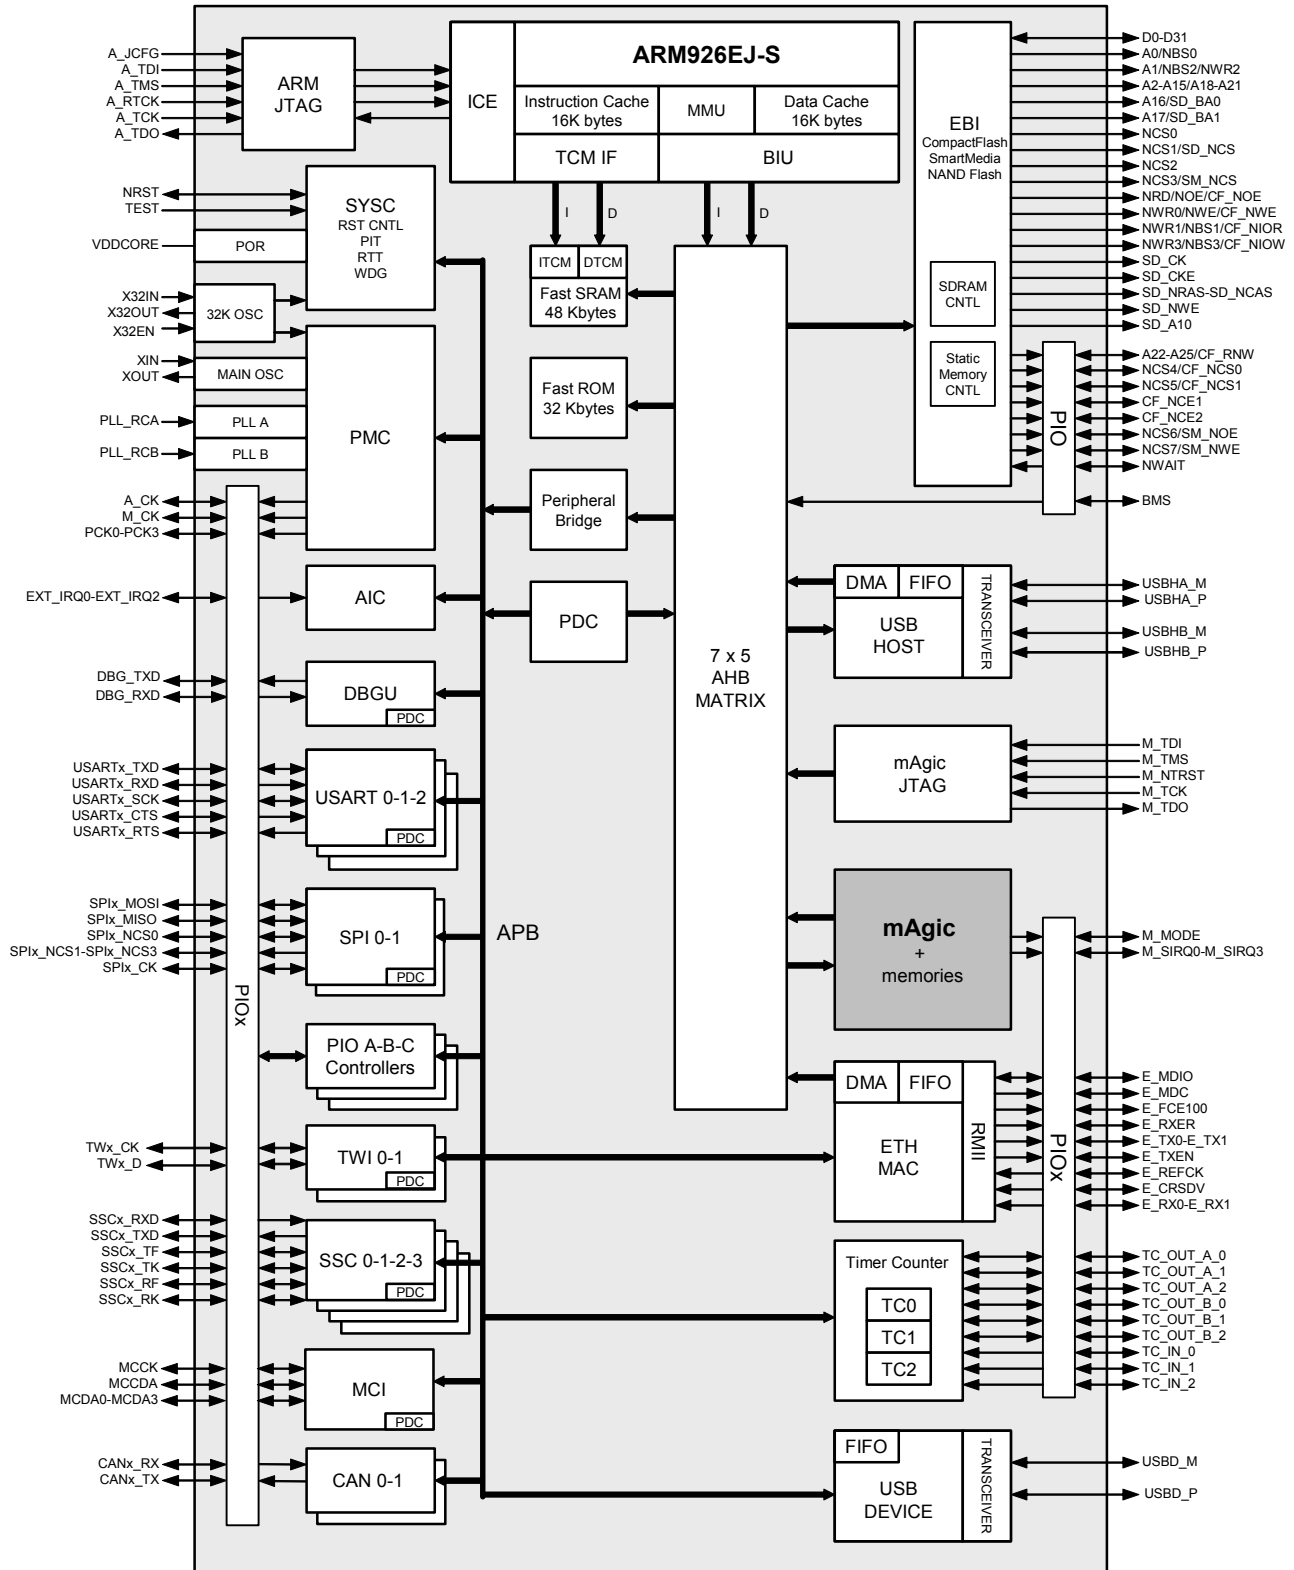 A_JCFG
A_TDI
A_TMS
A_RTCK
A_TCK
A_TDO
ARM
JTAG
ICE
ARM926EJ-S
Instruction Cache
16K bytes
MMU
Data Cache
16K bytes
TCM IF
BIU
I
D
I
D
NRST
TEST
VDDCORE
SYSC
RST CNTL
PIT
RTT
WDG
POR
X32IN
X32OUT
X32EN
32K OSC
XIN
XOUT
MAIN OSC
PLL_RCA
PLL A
PLL_RCB
PLL B
PMC
A_CK
M_CK
PCK0-PCK3
EXT_IRQ0-EXT_IRQ2
AIC
DBG_TXD
DBG_RXD
DBGU
PDC
USARTx_TXD
USARTx_RXD
USARTx_SCK
USARTx_CTS
USARTx_RTS
USART 0-1-2
PDC
SPIx_MOSI
SPIx_MISO
SPIx_NCS0
SPIx_NCS1-SPIx_NCS3
SPIx_CK
SPI 0-1
PDC
PIOx
PIO A-B-C
Controllers
TWx_CK
TWx_D
TWI 0-1
PDC
SSCx_RXD
SSCx_TXD
SSCx_TF
SSCx_TK
SSCx_RF
SSCx_RK
SSC 0-1-2-3
PDC
MCCK
MCCDA
MCDA0-MCDA3
MCI
PDC
CANx_RX
CANx_TX
CAN 0-1
APB
ITCM
DTCM
Fast SRAM
48 Kbytes
Fast ROM
32 Kbytes
Peripheral
Bridge
PDC
7 x 5
AHB
MATRIX
EBI
CompactFlash
SmartMedia
NAND Flash
SDRAM
CNTL
Static
Memory
CNTL
PIO
D0-D31
A0/NBS0
A1/NBS2/NWR2
A2-A15/A18-A21
A16/SD_BA0
A17/SD_BA1
NCS0
NCS1/SD_NCS
NCS2
NCS3/SM_NCS
NRD/NOE/CF_NOE
NWR0/NWE/CF_NWE
NWR1/NBS1/CF_NIOR
NWR3/NBS3/CF_NIOW
SD_CK
SD_CKE
SD_NRAS-SD_NCAS
SD_NWE
SD_A10
A22-A25/CF_RNW
NCS4/CF_NCS0
NCS5/CF_NCS1
CF_NCE1
CF_NCE2
NCS6/SM_NOE
NCS7/SM_NWE
NWAIT
BMS
DMA
FIFO
USB
HOST
TRANSCEIVER
USBHA_M
USBHA_P
USBHB_M
USBHB_P
mAgic
JTAG
M_TDI
M_TMS
M_NTRST
M_TCK
M_TDO
mAgic
+
memories
M_MODE
M_SIRQ0-M_SIRQ3
PIOx
DMA
FIFO
ETH
MAC
RMII
E_MDIO
E_MDC
E_FCE100
E_RXER
E_TX0-E_TX1
E_TXEN
E_REFCK
E_CRSDV
E_RX0-E_RX1
Timer Counter
TC0
TC1
TC2
TC_OUT_A_0
TC_OUT_A_1
TC_OUT_A_2
TC_OUT_B_0
TC_OUT_B_1
TC_OUT_B_2
TC_IN_0
TC_IN_1
TC_IN_2
FIFO
USB
DEVICE
TRANSCEIVER
USBD_M
USBD_P